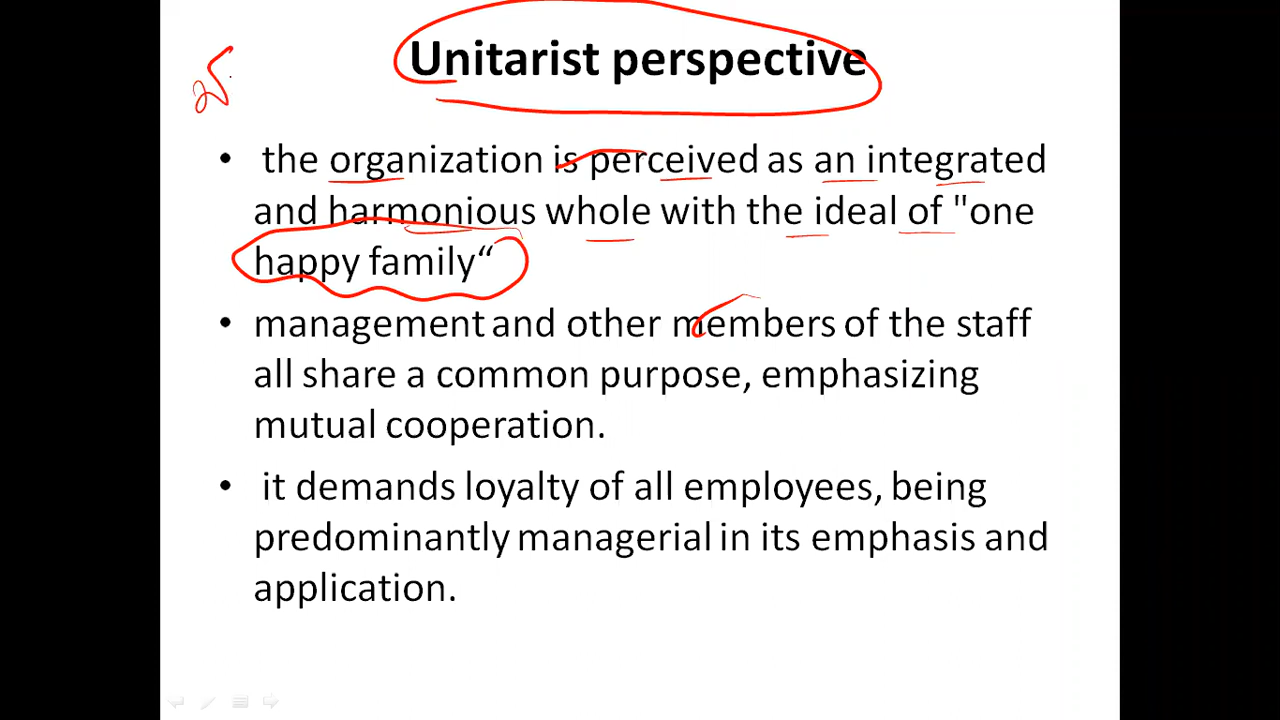 Unitarist perspective
• the organization is perceived as an integrated
and harmonious whole with the ideal of "one
happy family“
• management and other members of the staff
all share a common purpose, emphasizing
mutual cooperation.
• it demands loyalty of all employees, being
predominantly managerial in its emphasis and
application.